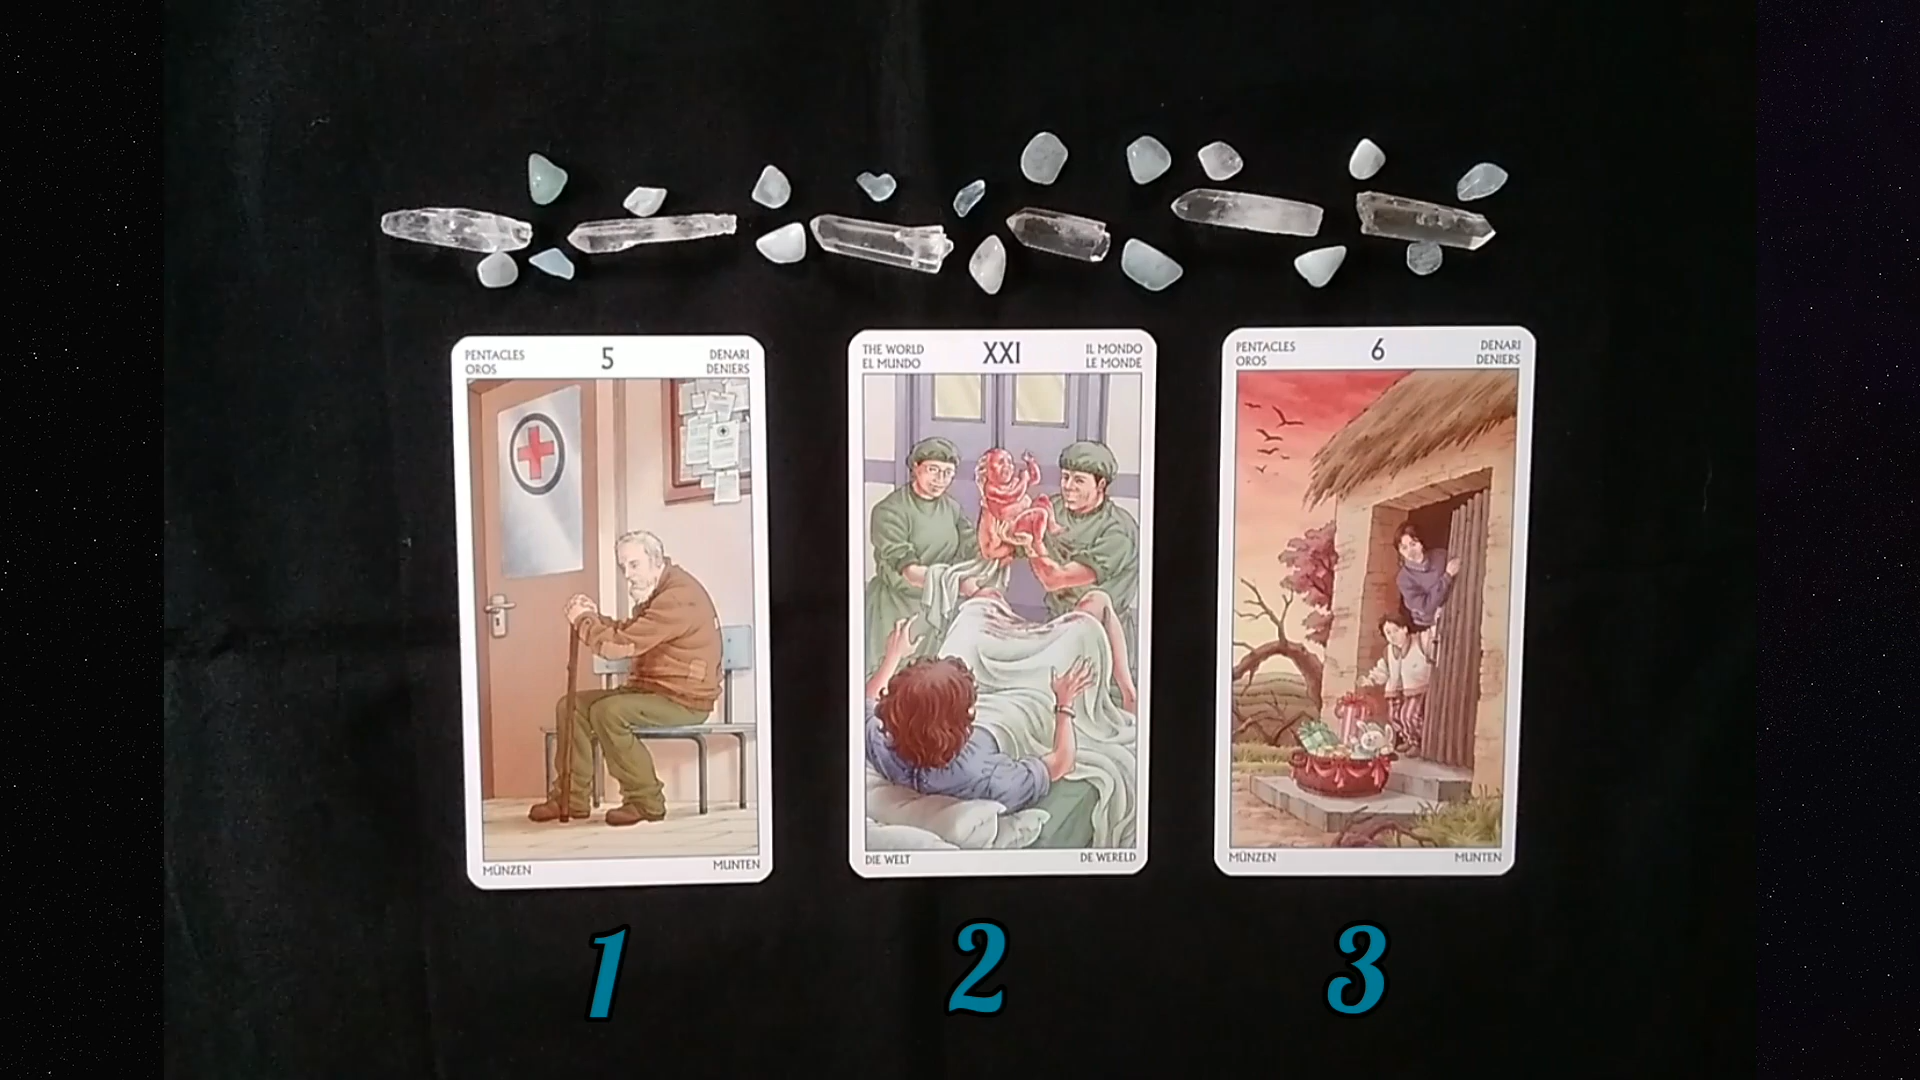 PENTACLES
OROS
5
DENARI
DENIERS
MÜNZEN
MUNTEN
THE WORLD
EL MUNDO
XXI
IL MONDO
LE MONDE
DIE WELT
DE WERELD
PENTACLES
OROS
6
DENARI
DENIERS
MÜNZEN
MUNTEN
1
2
3